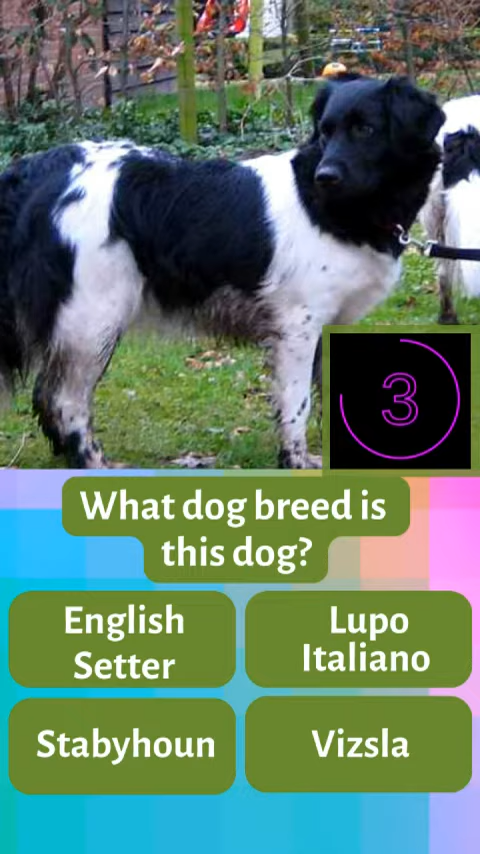 3
What dog breed is
this dog?
English
Setter
Lupo
Italiano
Stabyhoun
Vizsla